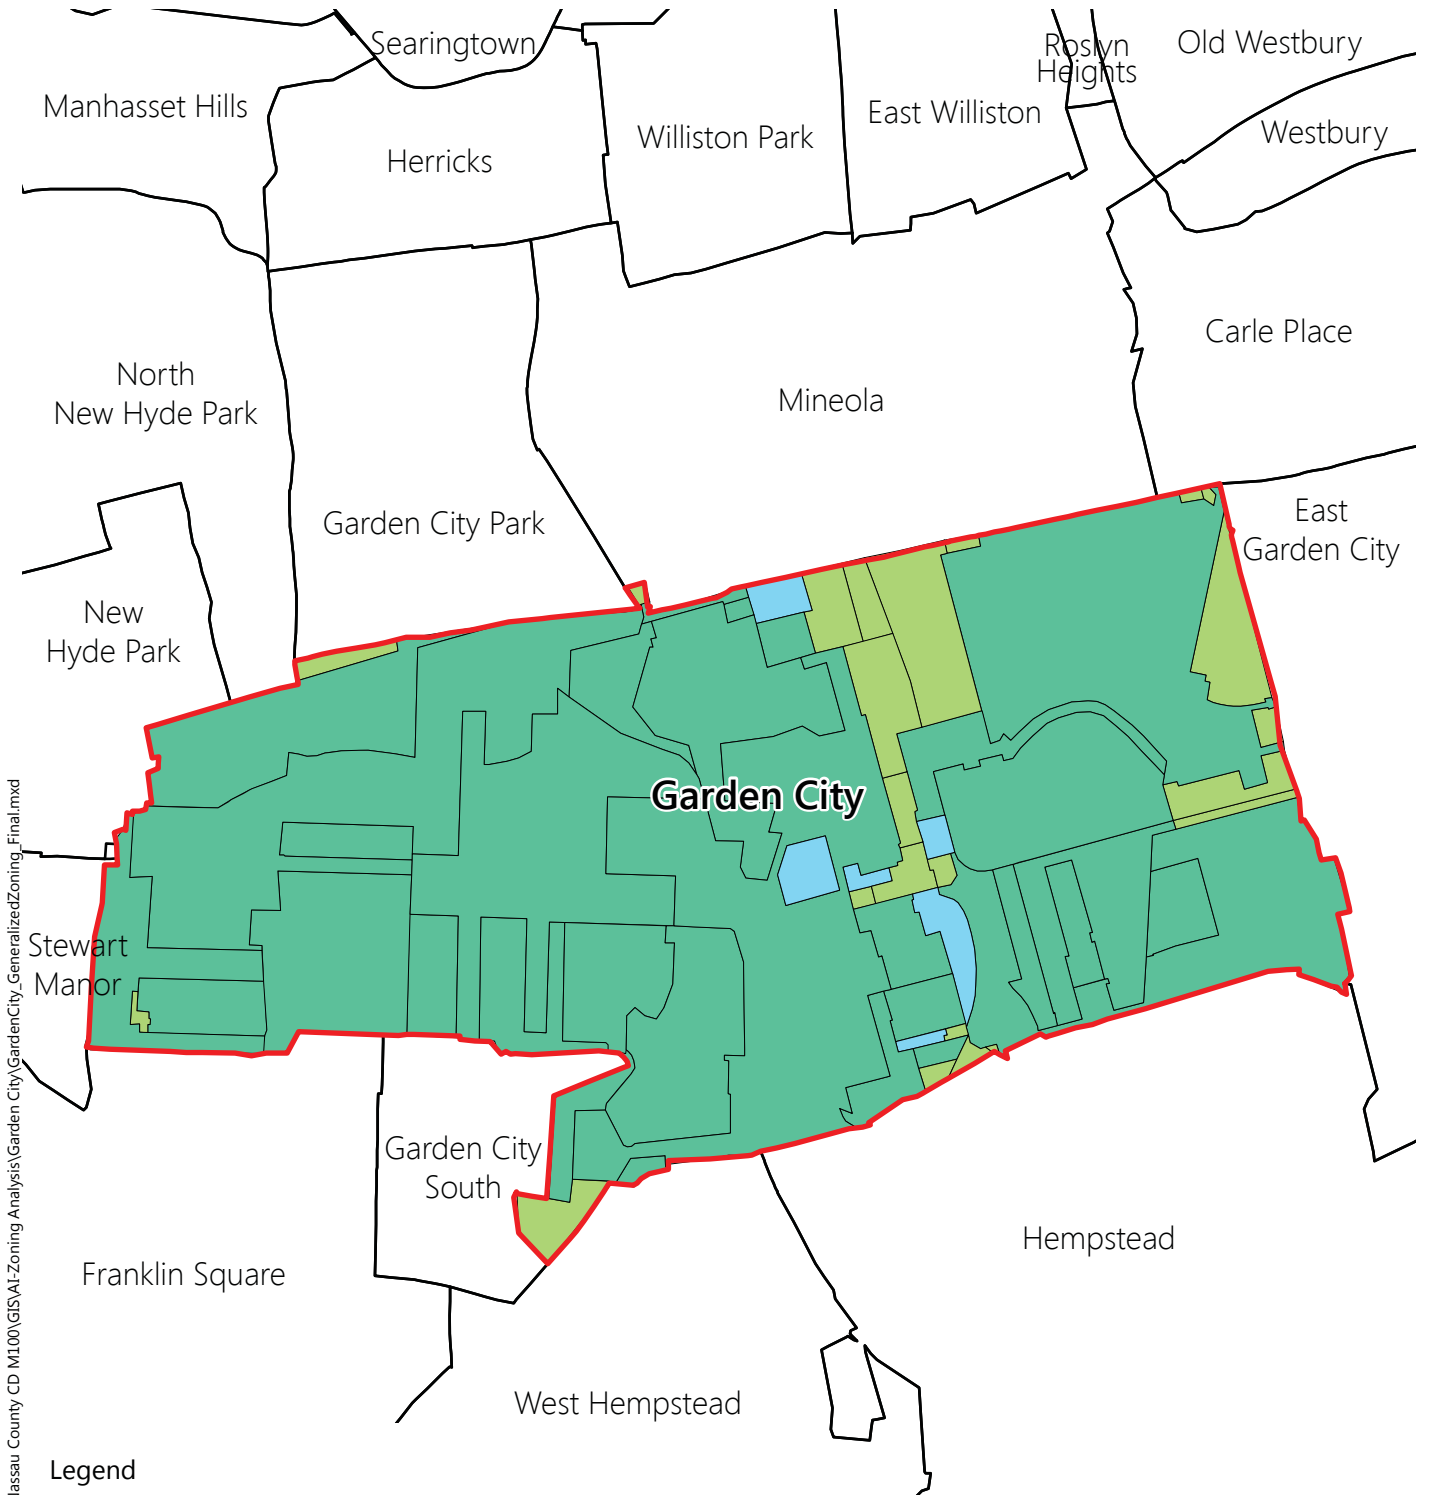 Searingtown
Roslyn
Heights
Old Westbury
Manhasset Hills
East Williston
Williston Park
Westbury
Herricks
Carle Place
North
New Hyde Park
Mineola
Garden City Park
East
Garden City
New
Hyde Park
Garden City
Stewart
Manor
Garden City
South
Hempstead
Franklin Square
West Hempstead
Legend
lassau County CD M100\GIS\AI-Zoning Analysis\Garden City\GardenCity_GeneralizedZoning_Final.mxd